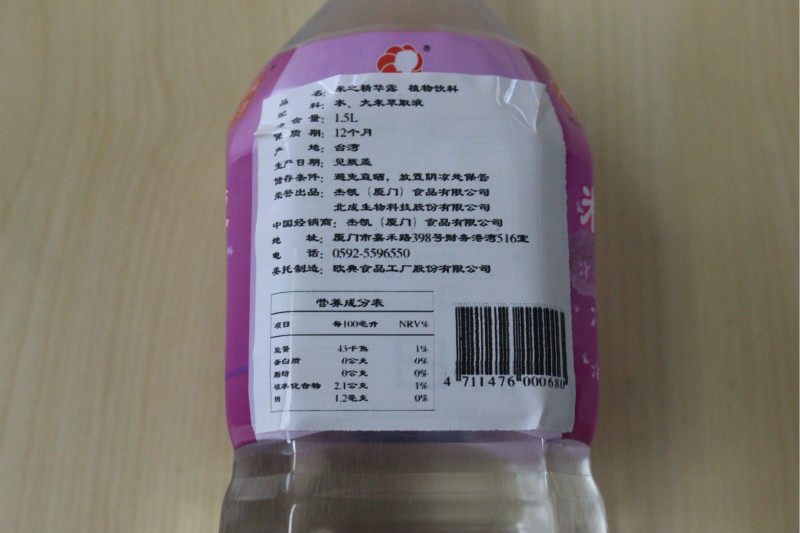 ®
品 名：米之精华露 植物饮料
配 料：水、大米萃取液
净含量：1.5L
保质期：12个月
产 地：台湾
生产日期：见瓶盖
储存条件：避免直晒，放置阴凉处保管
荣誉出品：杰凯（厦门）食品有限公司
北成生物科技股份有限公司
中国经销商：杰凯（厦门）食品有限公司
地 址：厦门市嘉禾路398号财务港湾516室
电 话：0592-5596550
委托制造：欧典食品工厂股份有限公司
营养成分表
项目 每100毫升 NRV%
能量 43千焦 1%
蛋白质 0公克 0%
脂肪 0公克 0%
碳水化合物 2.1公克 1%
钠 1.2毫克 0%
4 711476 000680
米